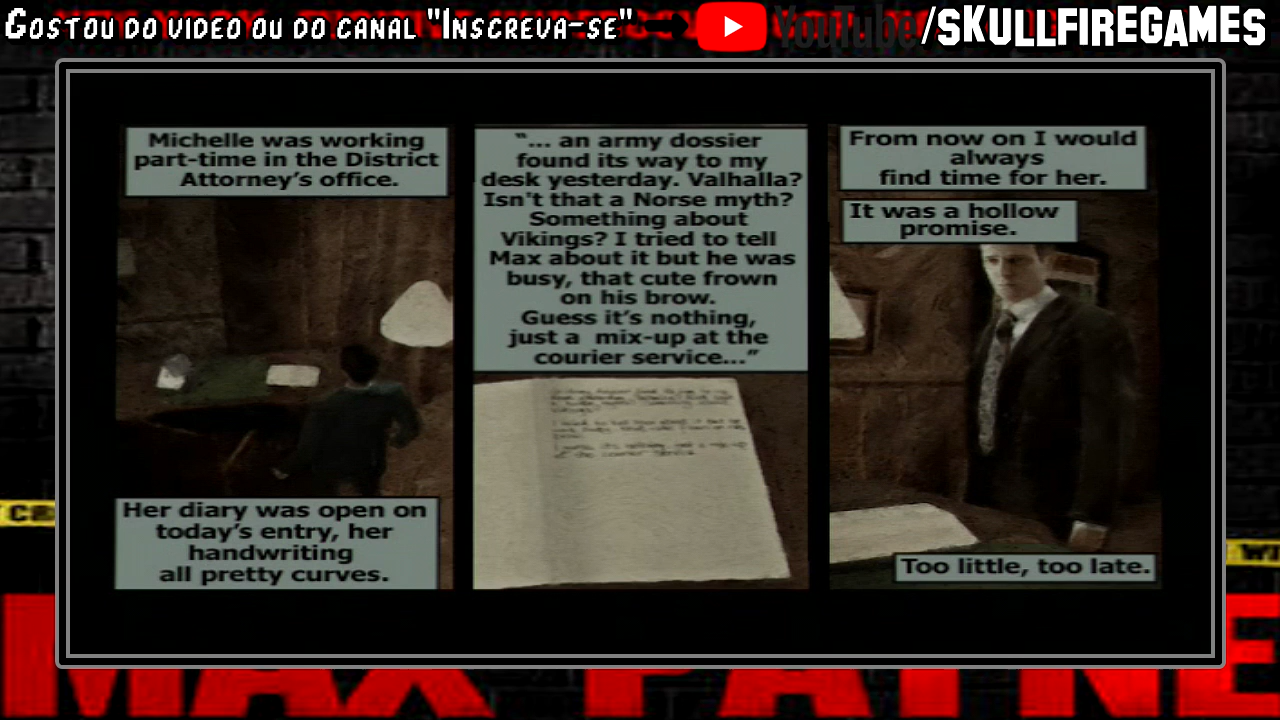 Gostou do video ou do canal "Inscreva-se"
YouTube/SKULLFIREGAMES
Michelle was working
part-time in the District
Attorney's office.
Her diary was open on
today's entry, her
handwriting
all pretty curves.
"... an army dossier
found its way to my
desk yesterday. Valhalla?
Isn't that a Norse myth?
Something about
Vikings? I tried to tell
Max about it but he was
busy, that cute frown
on his brow.
Guess it's nothing,
just a mix-up at the
courier service..."
From now on I would
always
find time for her.
It was a hollow
promise.
Too little, too late.
MAX PAYNE